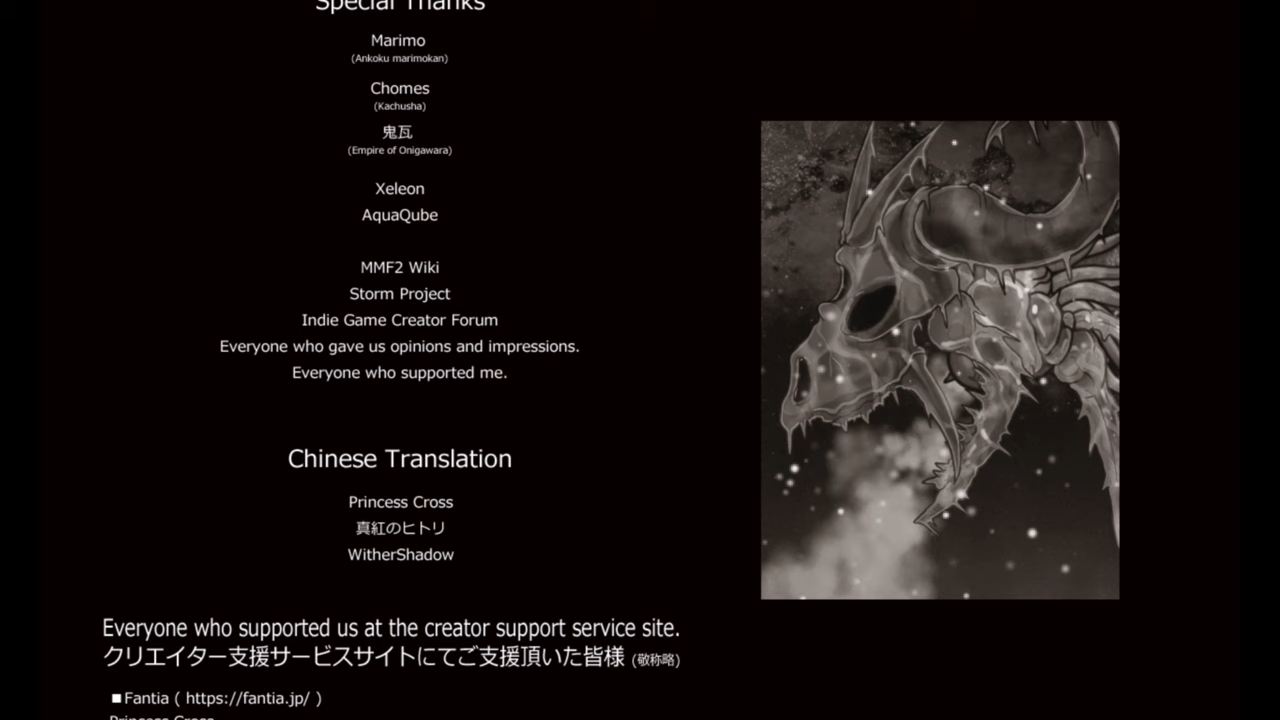 Special Thanks
Marimo
(Ankoku marimokan)
Chomes
(Kachusha)
鬼瓦
(Empire of Onigawara)
Xeleon
AquaQube
MMF2 Wiki
Storm Project
Indie Game Creator Forum
Everyone who gave us opinions and impressions.
Everyone who supported me.
Chinese Translation
Princess Cross
真紅のヒトリ
WitherShadow
Everyone who supported us at the creator support service site.
クリエイター支援サービスサイトにてご支援頂いた皆様 (敬称略)
■Fantia ( https://fantia.jp/ )
Princess Cross